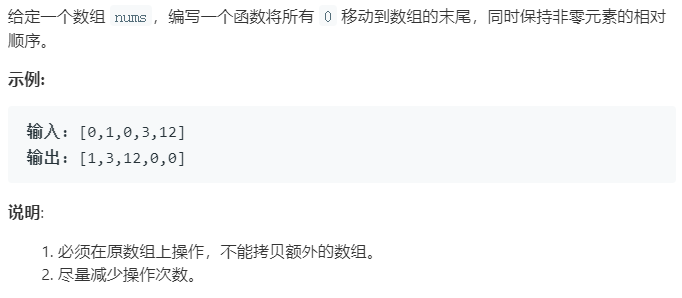 给定一个数组 nums，编写一个函数将所有 0 移动到数组的末尾，同时保持非零元素的相对
顺序。
示例:
输入：[0,1,0,3,12]
输出：[1,3,12,0,0]
说明:
1. 必须在原数组上操作，不能拷贝额外的数组。
2. 尽量减少操作次数。